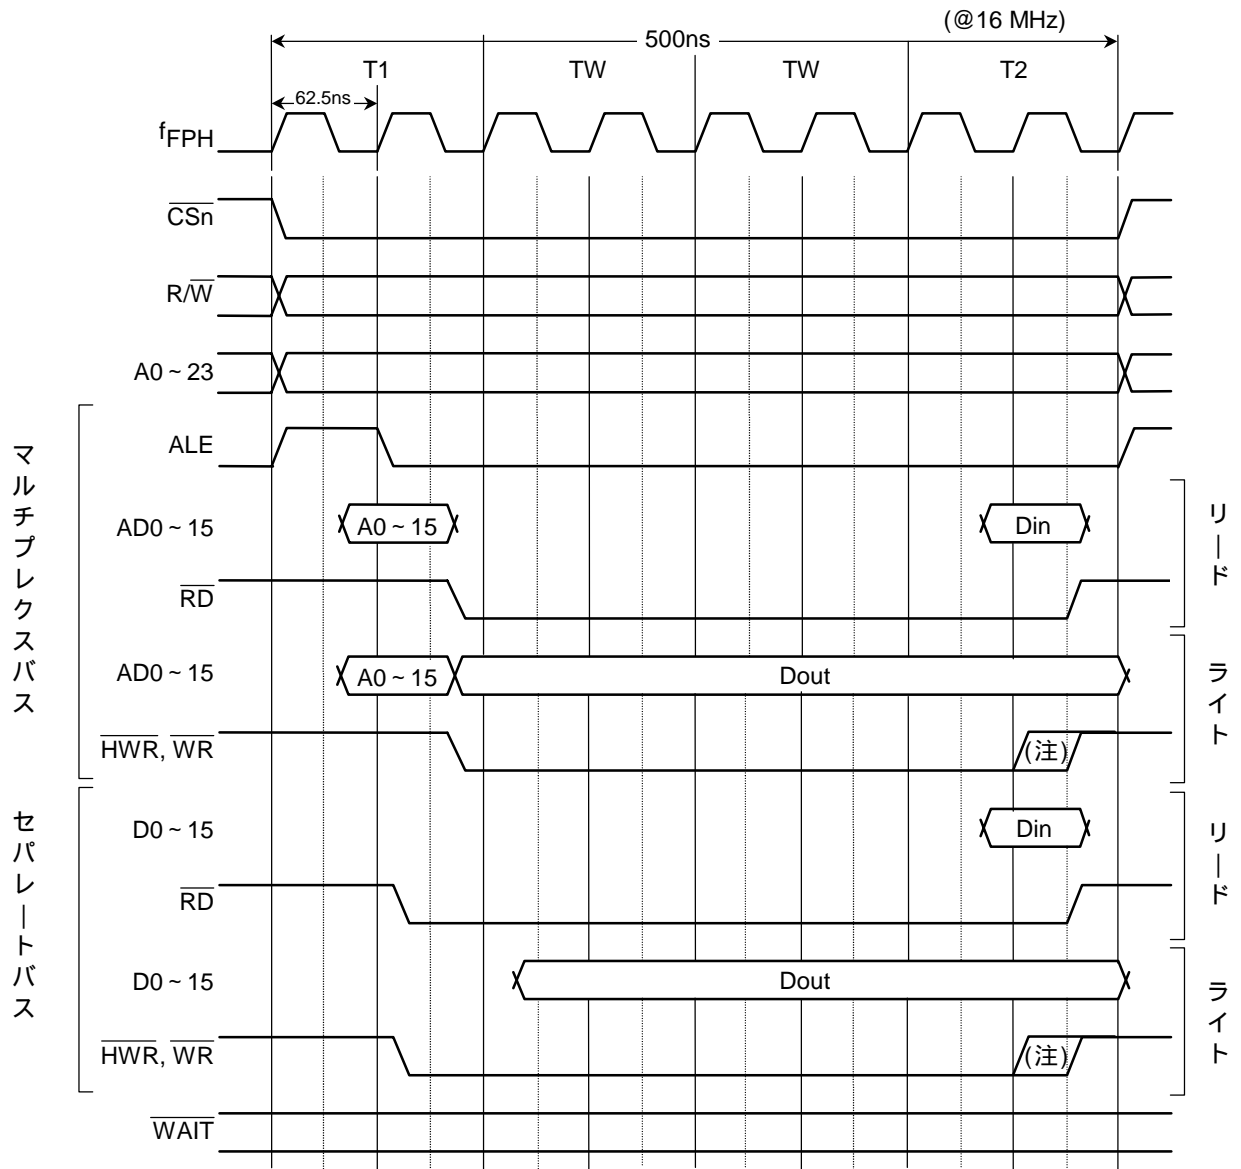 (@16 MHz)
500ns
T1 TW TW T2
62.5ns
fFPH
CSn
R/W
A0~23
マルチプレクスバス
ALE
AD0~15 A0~15 Din
RD
リード
AD0~15 A0~15 Dout
HWR, WR (注)
ライト
セパレートバス
D0~15 Din
RD
リード
D0~15 Dout
HWR, WR (注)
ライト
WAIT